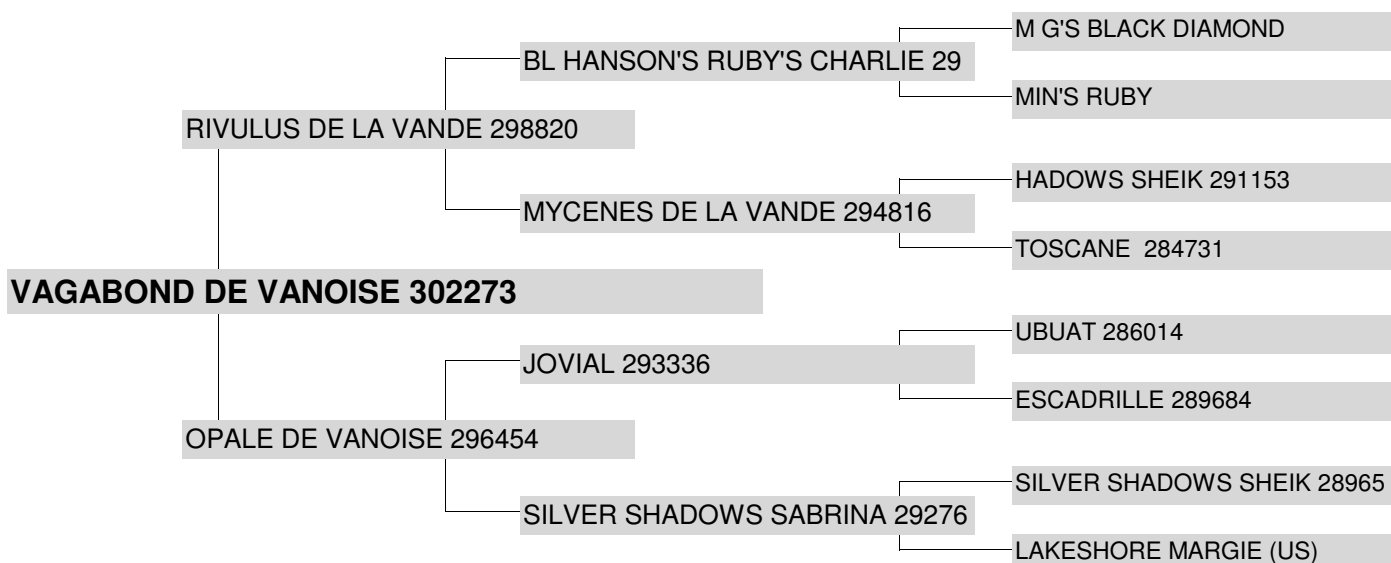 M G'S BLACK DIAMOND
BL HANSON'S RUBY'S CHARLIE 29
MIN'S RUBY
RIVULUS DE LA VANDE 298820
HADOWS SHEIK 291153
MYCENES DE LA VANDE 294816
TOSCANE 284731
VAGABOND DE VANOISE 302273
UBUAT 286014
JOVIAL 293336
ESCADRILLE 289684
OPALE DE VANOISE 296454
SILVER SHADOWS SHEIK 28965
SILVER SHADOWS SABRINA 29276
LAKESHORE MARGIE (US)